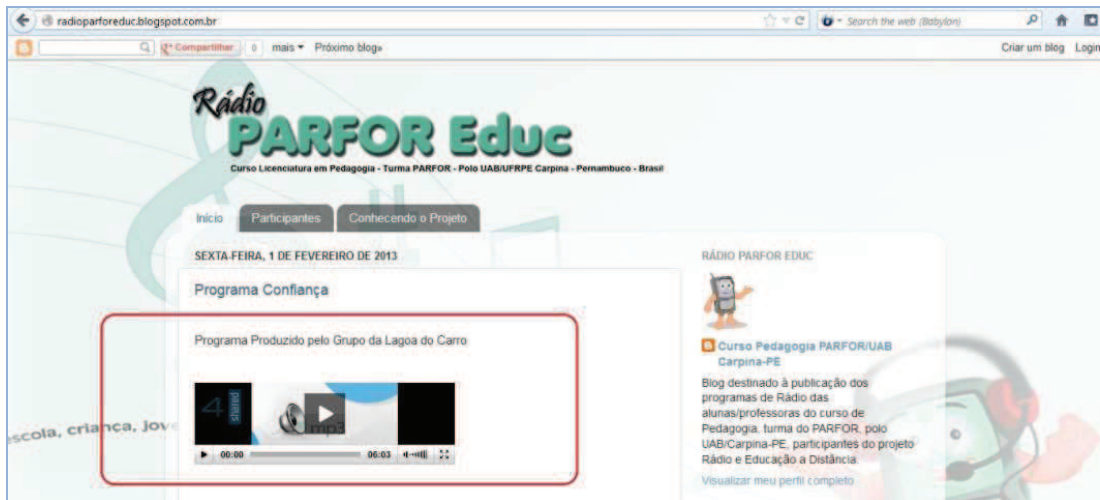 radioparforeduc.blogspot.com.br
Search the web (Babylon)
Compartilhar 0 mais Próximo blog»
Criar um blog Login
Rádio
PARFOR Educ
Curso Licenciatura em Pedagogia - Turma PARFOR - Polo UAB/UFRPE Carpina - Pernambuco - Brasil
Início Participantes Conhecendo o Projeto
SEXTA-FEIRA, 1 DE FEVEREIRO DE 2013
Programa Confiança
Programa Produzido pelo Grupo da Lagoa do Carro
4 shared
mp3
00:00 06:03
escola, criança, jov
RÁDIO PARFOR EDUC
Curso Pedagogia PARFOR/UAB
Carpina-PE
Blog destinado à publicação dos
programas de Rádio das
alunas/professoras do curso de
Pedagogia, turma do PARFOR, polo
UAB/Carpina-PE, participantes do projeto
Rádio e Educação a Distância.
Visualizar meu perfil completo